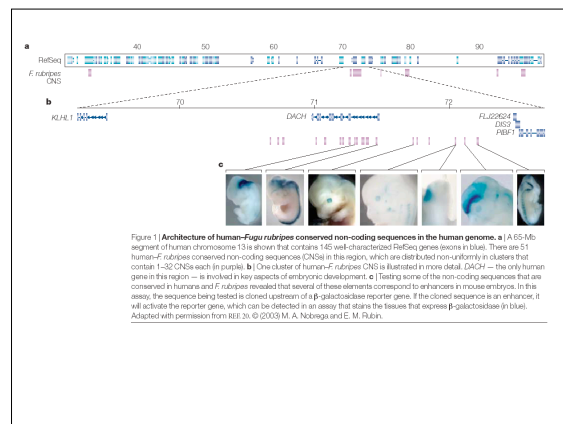 a
40 50 60 70 80 90
RefSeq
F. rubripes
CNS
b
70 71 72
KLHL1 DACH FLJ22624
DIS3
PIBF1
c
Figure 1 | Architecture of human–Fugu rubripes conserved non-coding sequences in the human genome. a | A 65-Mb
segment of human chromosome 13 is shown that contains 145 well-characterized RefSeq genes (exons in blue). There are 51
human–F. rubripes conserved non-coding sequences (CNSs) in this region, which are distributed non-uniformly in clusters that
contain 1–32 CNSs each (in purple). b | One cluster of human–F. rubripes CNS is illustrated in more detail. DACH — the only human
gene in this region — is involved in key aspects of embryonic development. c | Testing some of the non-coding sequences that are
conserved in humans and F. rubripes revealed that several of these elements correspond to enhancers in mouse embryos. In this
assay, the sequence being tested is cloned upstream of a β-galactosidase reporter gene. If the cloned sequence is an enhancer, it
will activate the reporter gene, which can be detected in an assay that stains the tissues that express β-galactosidase (in blue).
Adapted with permission from REF. 20. © (2003) M. A. Nobrega and E. M. Rubin.